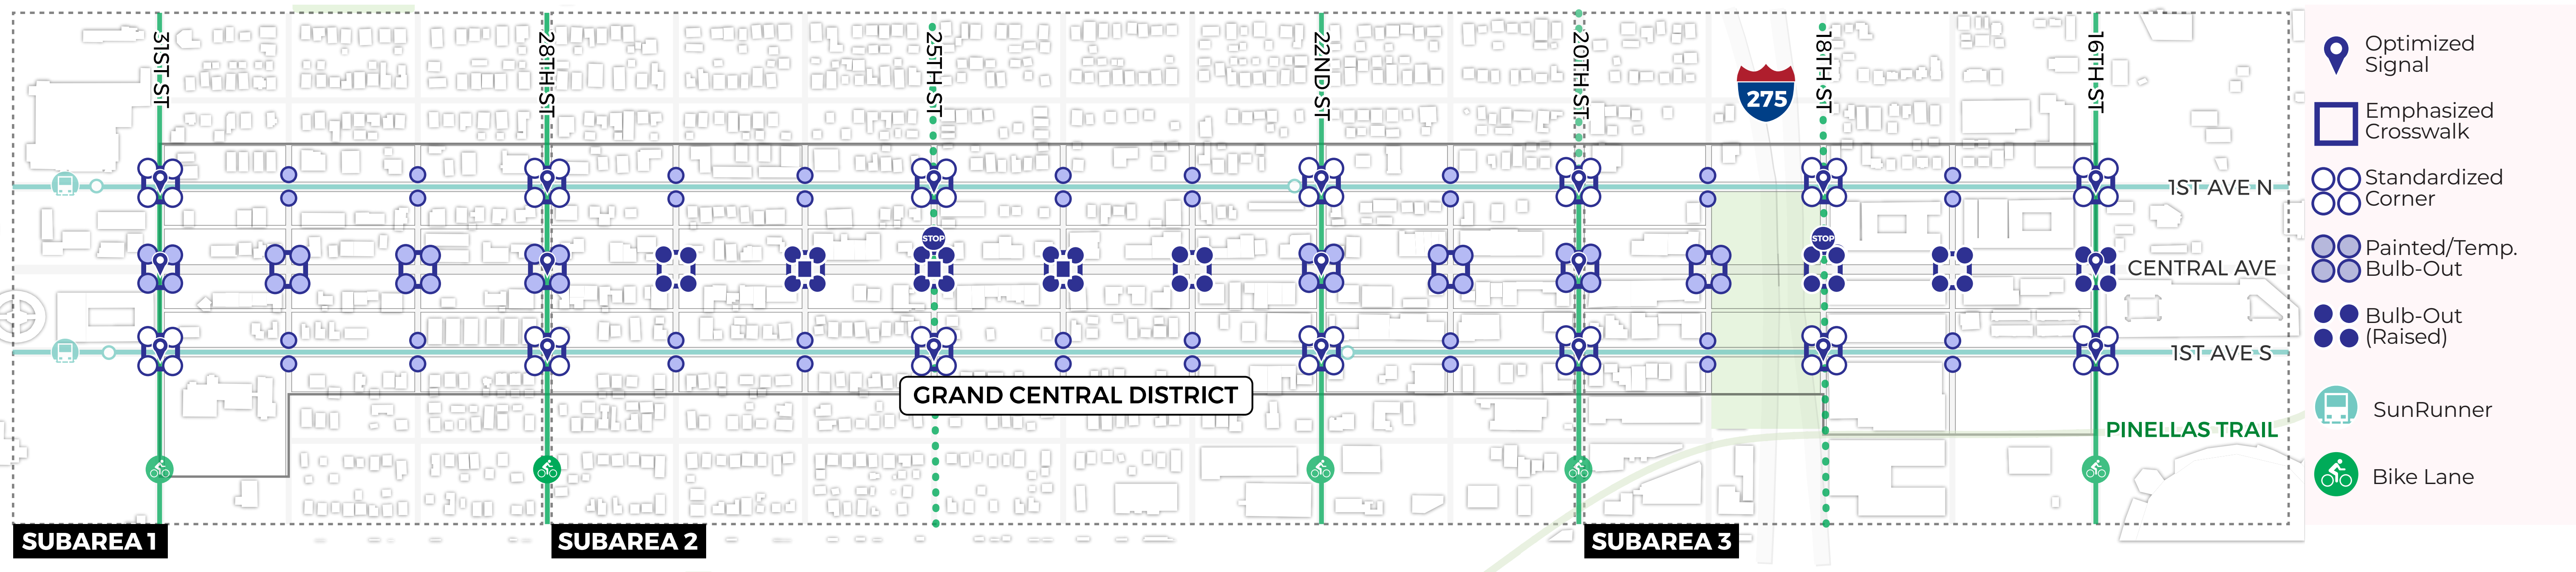 31ST ST
28TH ST
25TH ST
22ND ST
20TH ST
18TH ST
16TH ST
275
1ST AVE N
STOP
STOP
CENTRAL AVE
1ST AVE S
GRAND CENTRAL DISTRICT
PINELLAS TRAIL
SUBAREA 1
SUBAREA 2
SUBAREA 3
Optimized
Signal
Emphasized
Crosswalk
Standardized
Corner
Painted/Temp.
Bulb-Out
Bulb-Out
(Raised)
SunRunner
Bike Lane